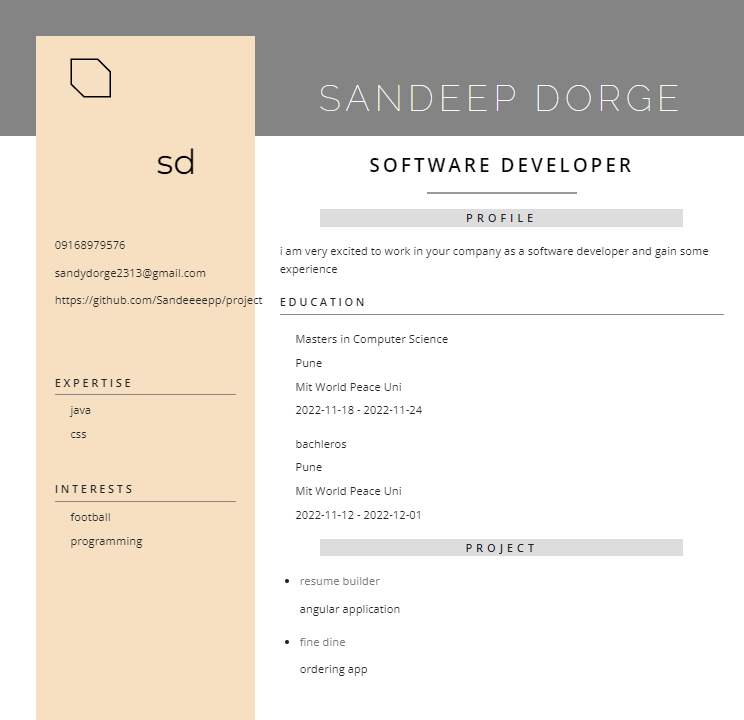 SANDEEP DORGE
sd
09168979576
sandydorge2313@gmail.com
https://github.com/Sandeeeepp/project
EXPERTISE
java
css
INTERESTS
football
programming
SOFTWARE DEVELOPER
PROFILE
i am very excited to work in your company as a software developer and gain some
experience
EDUCATION
Masters in Computer Science
Pune
Mit World Peace Uni
2022-11-18 - 2022-11-24
bachleros
Pune
Mit World Peace Uni
2022-11-12 - 2022-12-01
PROJECT
resume builder
angular application
fine dine
ordering app